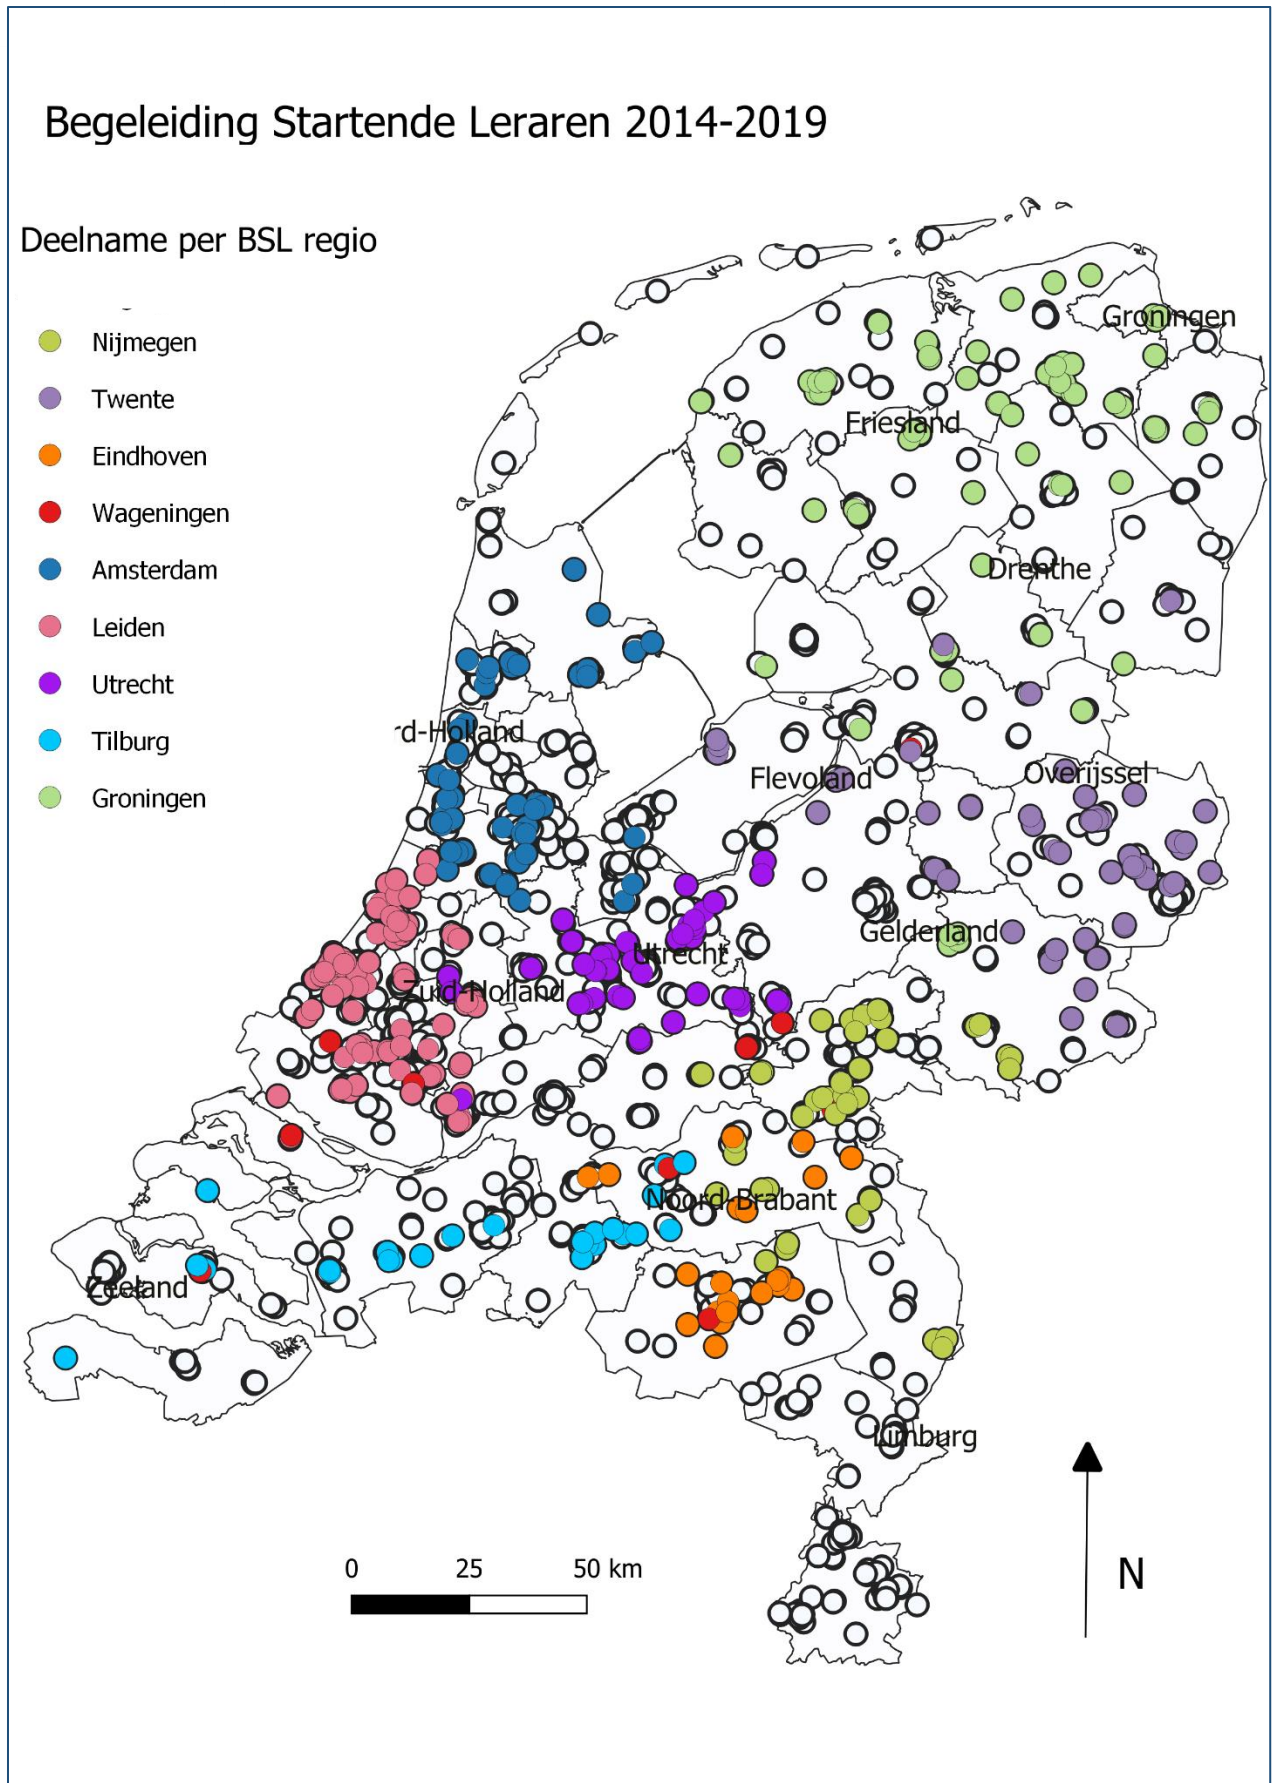 Begeleiding Startende Leraren 2014-2019
Deelname per BSL regio
Nijmegen
Twente
Eindhoven
Wageningen
Amsterdam
Leiden
Utrecht
Tilburg
Groningen
Groningen
Friesland
Drenthe
rd-Holland
Flevoland
Overijssel
Gelderland
Utrecht
Zuid-Holland
Noord-Brabant
Zeeland
Limburg
0 25 50 km
N